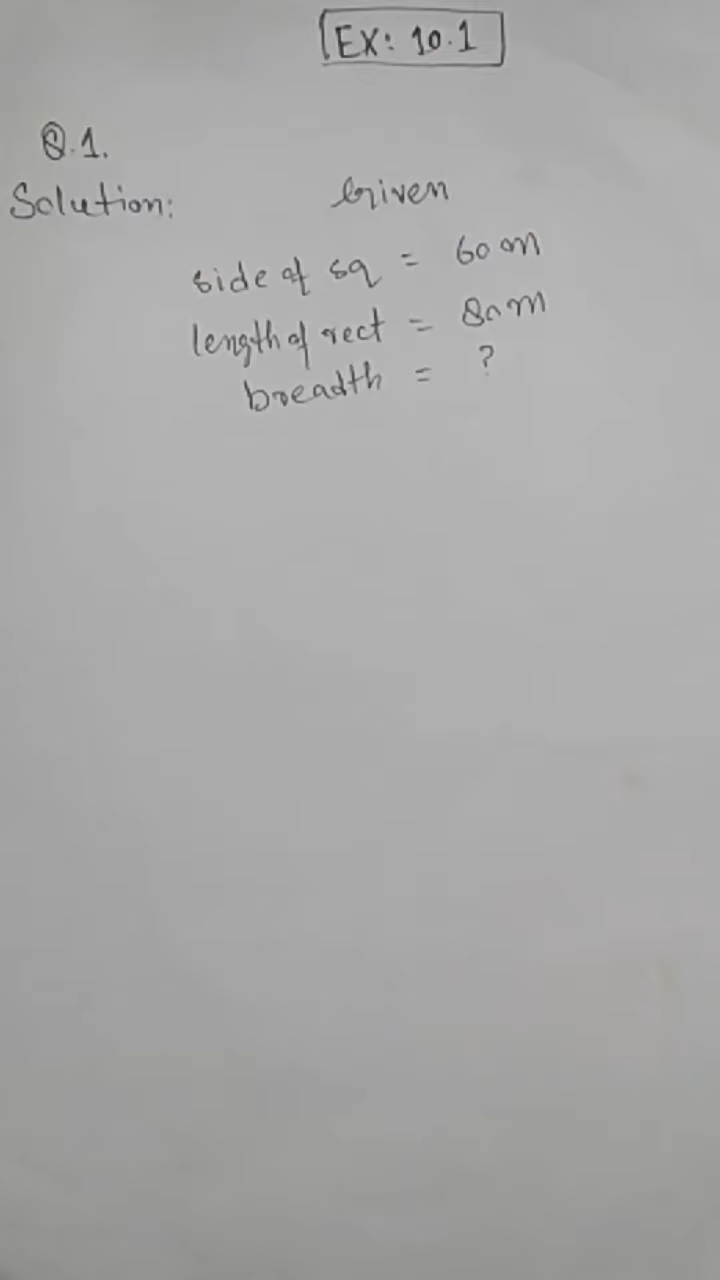 EX: 10.1
Q.1.
Solution: Given
side of sq = 60 m
length of rect = 80 m
breadth = ?